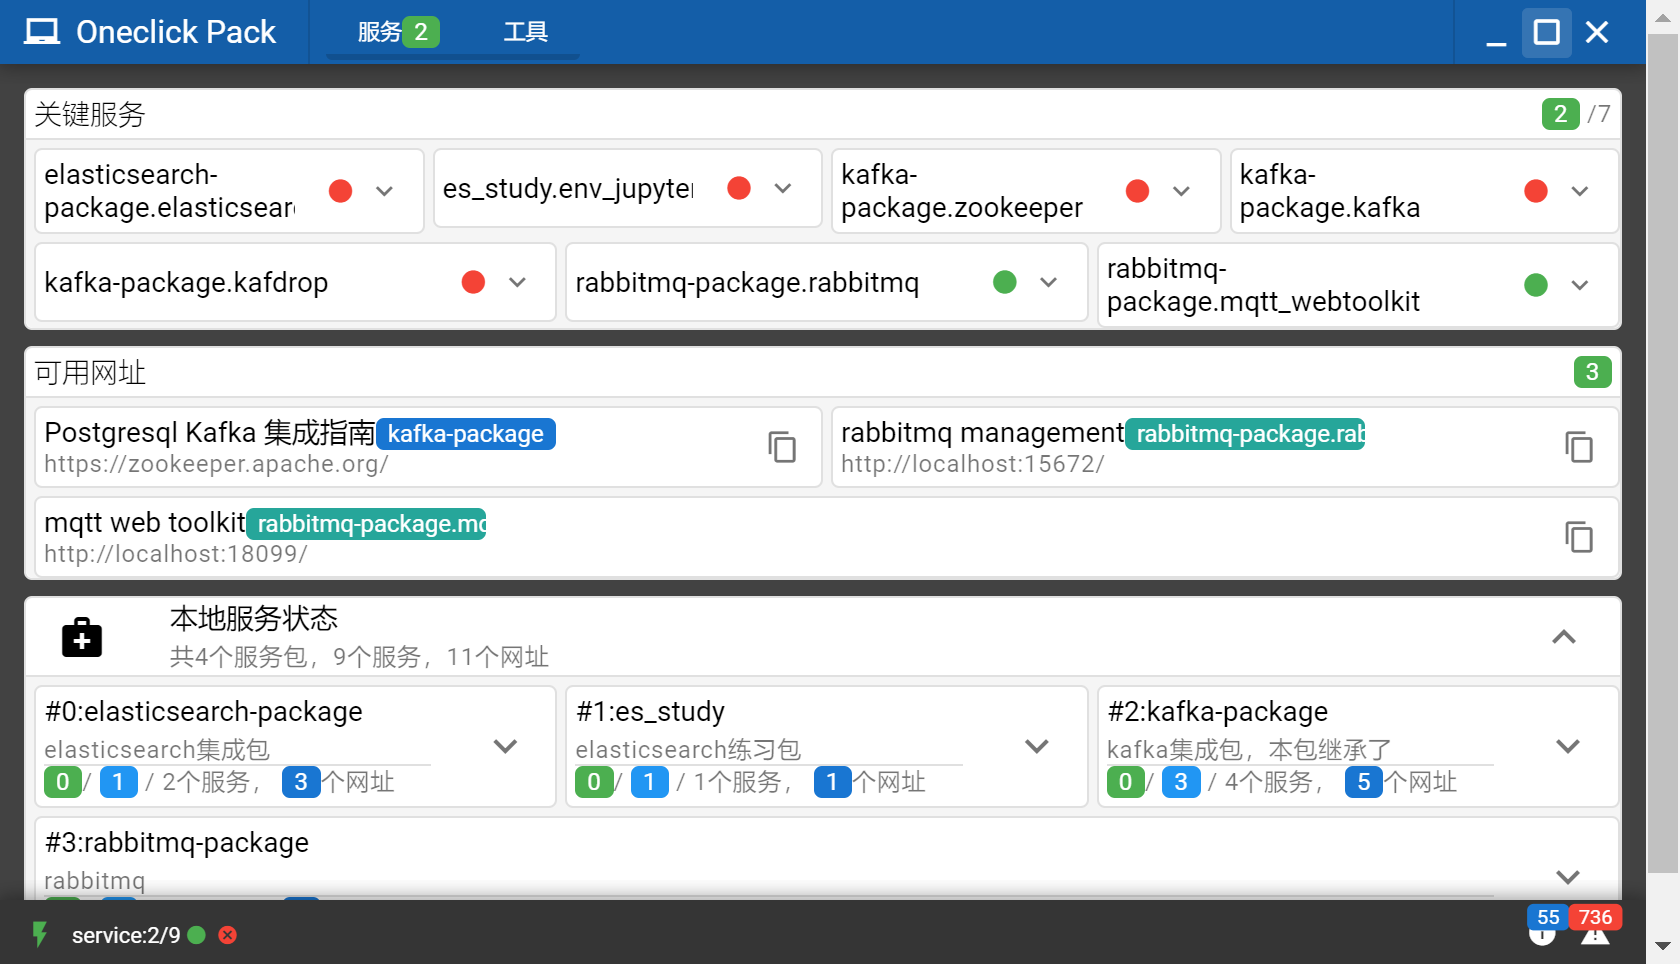 Oneclick Pack
服务 2
工具
关键服务
2 /7
elasticsearch-
package.elasticsear
es_study.env_jupyter
kafka-
package.zookeeper
kafka-
package.kafka
kafka-package.kafdrop
rabbitmq-package.rabbitmq
rabbitmq-
package.mqtt_webtoolkit
可用网址
3
Postgresql Kafka 集成指南 kafka-package
https://zookeeper.apache.org/
rabbitmq management rabbitmq-package.rab
http://localhost:15672/
mqtt web toolkit rabbitmq-package.mq
http://localhost:18099/
本地服务状态
共4个服务包，9个服务，11个网址
#0:elasticsearch-package
elasticsearch集成包
0 / 1 / 2个服务， 3 个网址
#1:es_study
elasticsearch练习包
0 / 1 / 1个服务， 1 个网址
#2:kafka-package
kafka集成包，本包继承了
0 / 3 / 4个服务， 5 个网址
#3:rabbitmq-package
rabbitmq
service:2/9
55
736